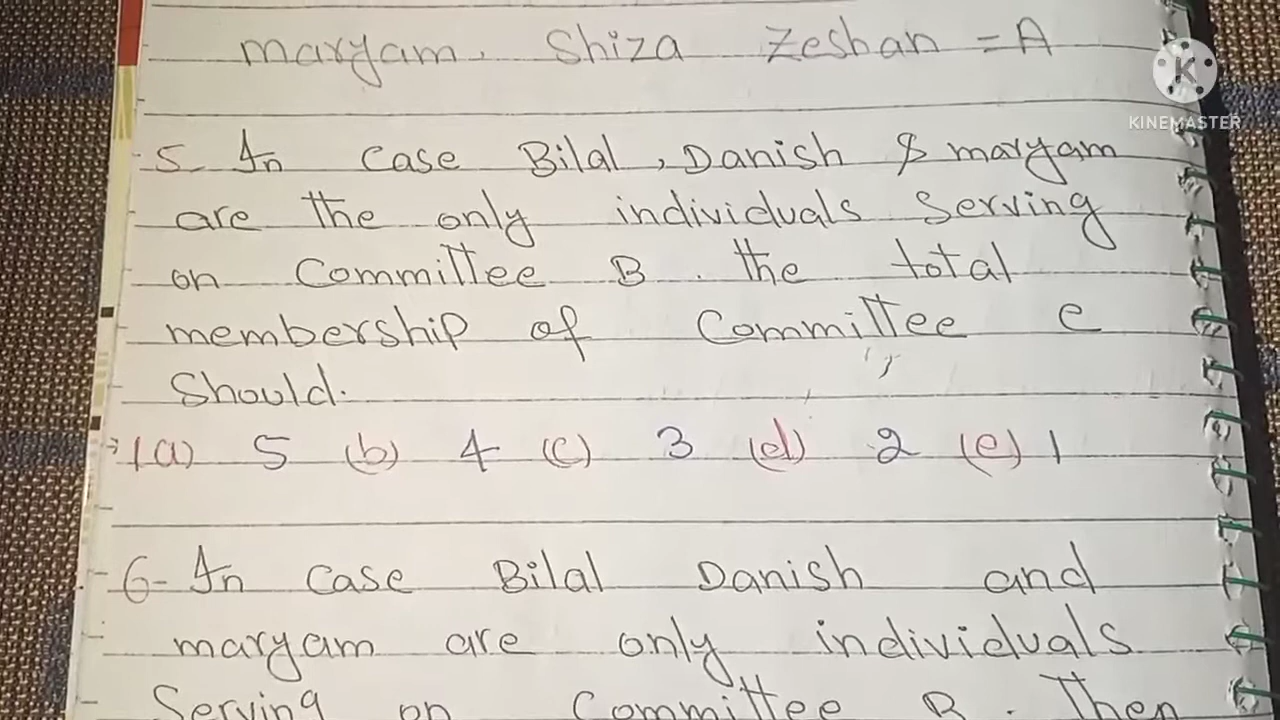 maryam. Shiza Zeshan = A
K
KINEMASTER
5- In case Bilal, Danish & maryam
are the only individuals Serving
on Committee B. the total
membership of Committee e
Should.
(a) 5 (b) 4 (c) 3 (d) 2 (e) 1
6- In case Bilal Danish and
maryam are only individuals
Serving on Committee B. Then